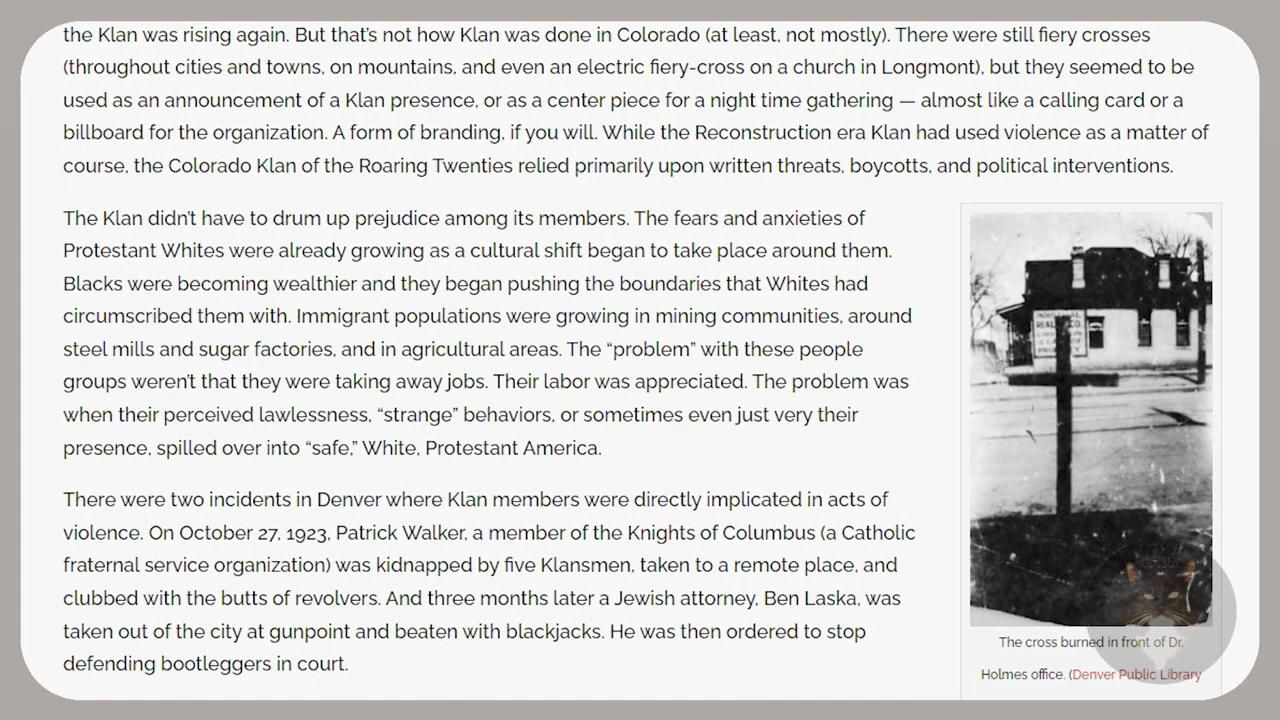 the Klan was rising again. But that's not how Klan was done in Colorado (at least, not mostly). There were still fiery crosses
(throughout cities and towns, on mountains, and even an electric fiery-cross on a church in Longmont), but they seemed to be
used as an announcement of a Klan presence, or as a center piece for a night time gathering — almost like a calling card or a
billboard for the organization. A form of branding, if you will. While the Reconstruction era Klan had used violence as a matter of
course, the Colorado Klan of the Roaring Twenties relied primarily upon written threats, boycotts, and political interventions.
The Klan didn't have to drum up prejudice among its members. The fears and anxieties of
Protestant Whites were already growing as a cultural shift began to take place around them.
Blacks were becoming wealthier and they began pushing the boundaries that Whites had
circumscribed them with. Immigrant populations were growing in mining communities, around
steel mills and sugar factories, and in agricultural areas. The “problem” with these people
groups weren't that they were taking away jobs. Their labor was appreciated. The problem was
when their perceived lawlessness, “strange” behaviors, or sometimes even just very their
presence, spilled over into “safe,” White, Protestant America.
There were two incidents in Denver where Klan members were directly implicated in acts of
violence. On October 27, 1923, Patrick Walker, a member of the Knights of Columbus (a Catholic
fraternal service organization) was kidnapped by five Klansmen, taken to a remote place, and
clubbed with the butts of revolvers. And three months later a Jewish attorney, Ben Laska, was
taken out of the city at gunpoint and beaten with blackjacks. He was then ordered to stop
defending bootleggers in court.
The cross burned in front of Dr.
Holmes office. (Denver Public Library